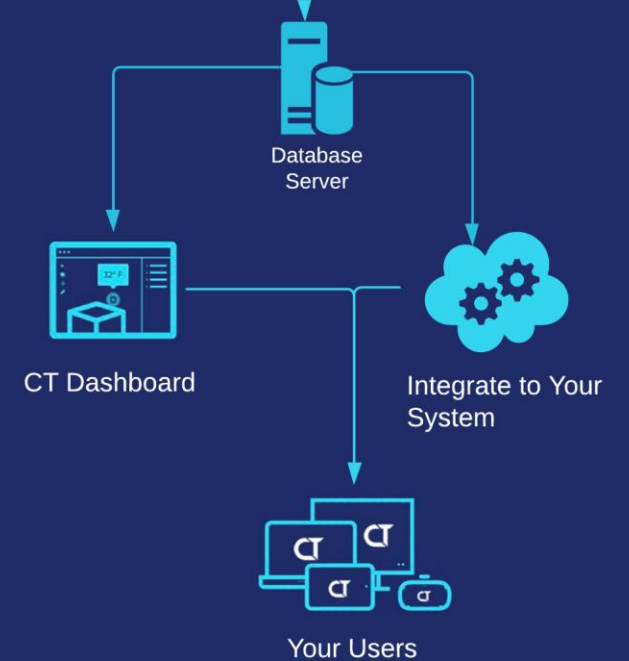 Database
Server
32° F
CT Dashboard
Integrate to Your
System
CT
CT
CT
CT
Your Users